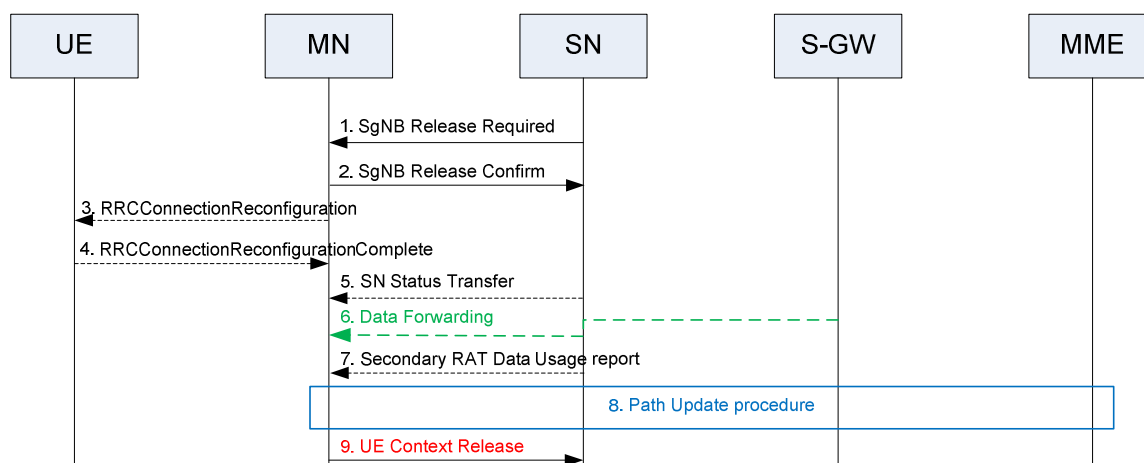 UE
MN
SN
S-GW
MME
1. SgNB Release Required
2. SgNB Release Confirm
3. RRCConnectionReconfiguration
4. RRCConnectionReconfigurationComplete
5. SN Status Transfer
6. Data Forwarding
7. Secondary RAT Data Usage report
8. Path Update procedure
9. UE Context Release